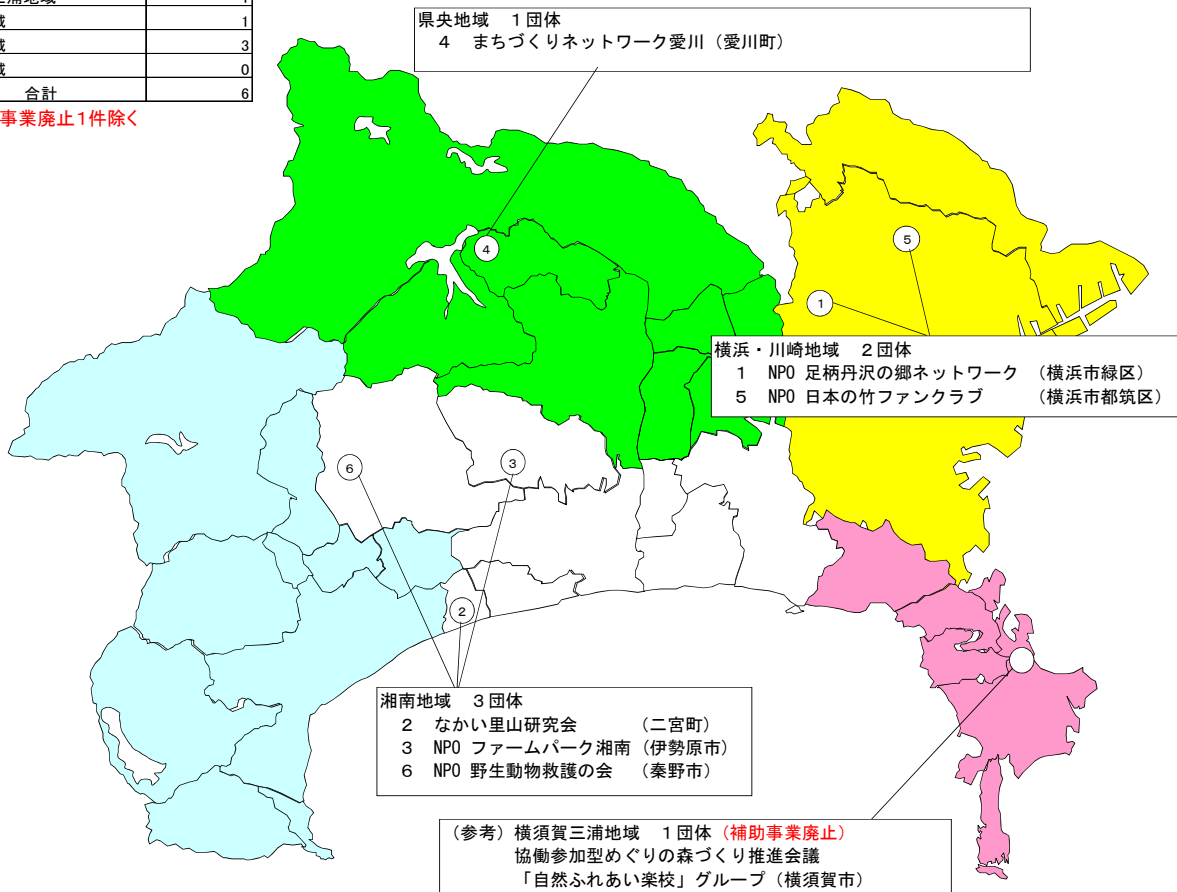 県央地域 1団体
4 まちづくりネットワーク愛川（愛川町）
域 1
域 3
域 0
合計 6
事業廃止1件除く
4
5
1
横浜・川崎地域 2団体
1 NPO 足柄丹沢の郷ネットワーク （横浜市緑区）
5 NPO 日本の竹ファンクラブ （横浜市都筑区）
6
3
2
湘南地域 3団体
2 なかい里山研究会 （二宮町）
3 NPO ファームパーク湘南（伊勢原市）
6 NPO 野生動物救護の会 （秦野市）
（参考）横須賀三浦地域 1団体（補助事業廃止）
協働参加型めぐりの森づくり推進会議
「自然ふれあい楽校」グループ（横須賀市）